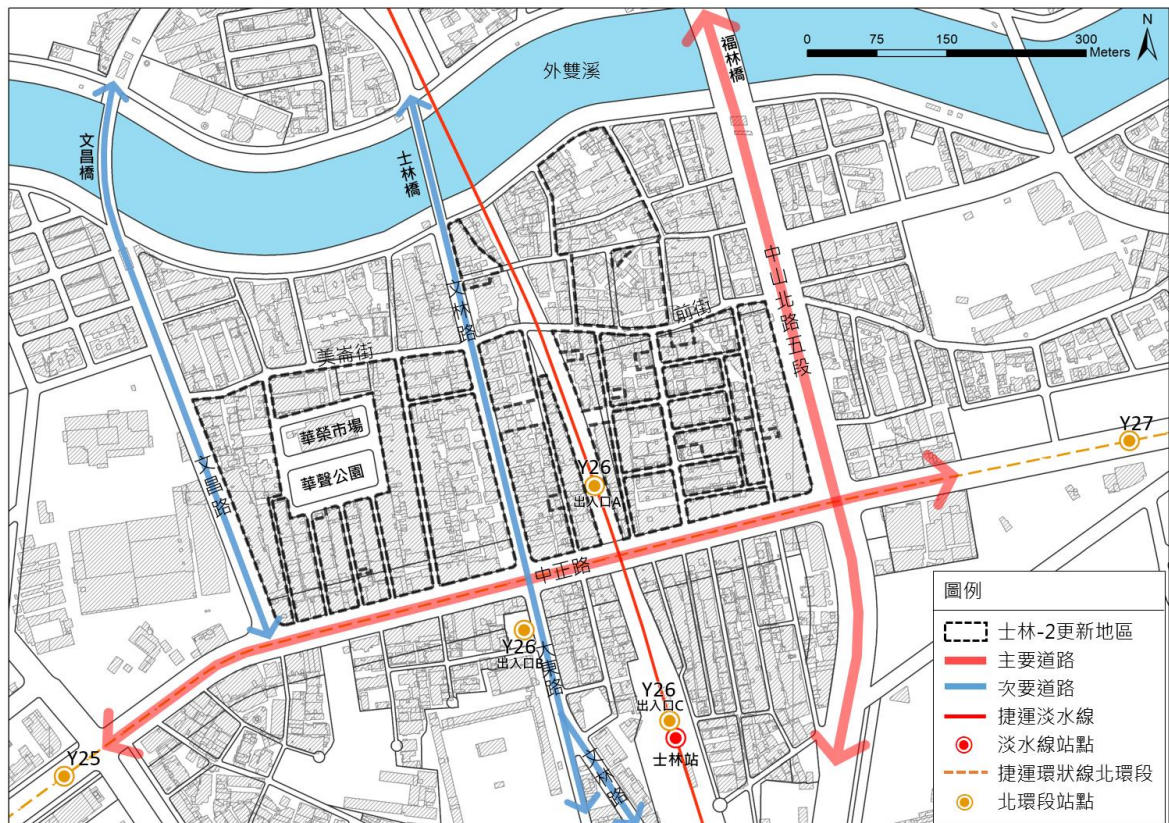 0 75 150 300
Meters
N
外雙溪
福林橋
文昌橋
士林橋
中山北路五段
文林路
前街
美崙街
華榮市場
華聲公園
文昌路
Y27
Y26
出入口A
中正路
Y26
出入口B
大東路
Y26
出入口C
士林站
文林路
Y25
圖例
士林-2更新地區
主要道路
次要道路
捷運淡水線
淡水線站點
捷運環狀線北環段
北環段站點